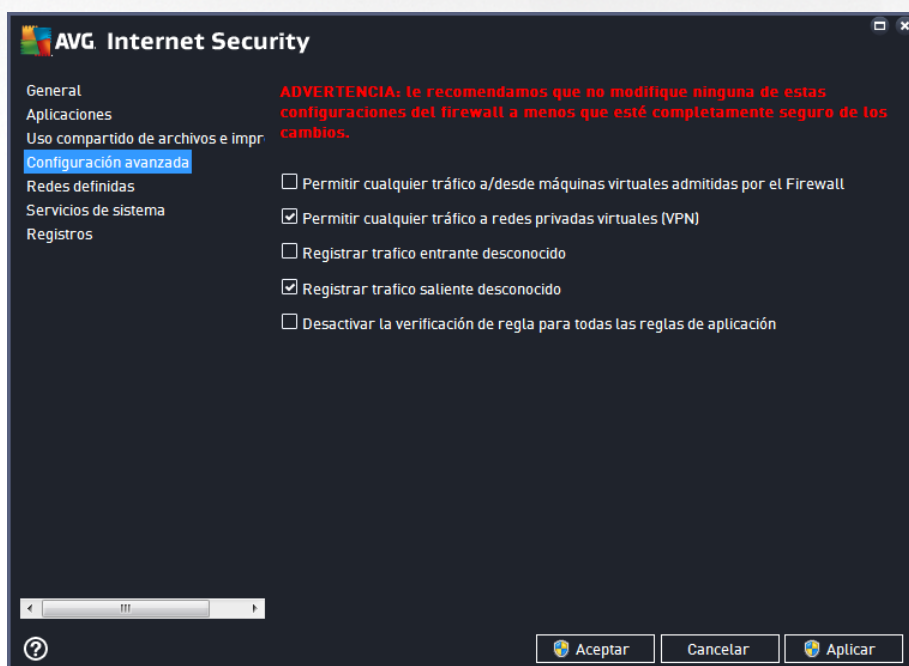 AVG. Internet Security
General
Aplicaciones
Uso compartido de archivos e impr
Configuración avanzada
Redes definidas
Servicios de sistema
Registros
ADVERTENCIA: le recomendamos que no modifique ninguna de estas
configuraciones del firewall a menos que esté completamente seguro de los
cambios.
Permitir cualquier tráfico a/desde máquinas virtuales admitidas por el Firewall
Permitir cualquier tráfico a redes privadas virtuales (VPN)
Registrar trafico entrante desconocido
Registrar trafico saliente desconocido
Desactivar la verificación de regla para todas las reglas de aplicación
Aceptar
Cancelar
Aplicar